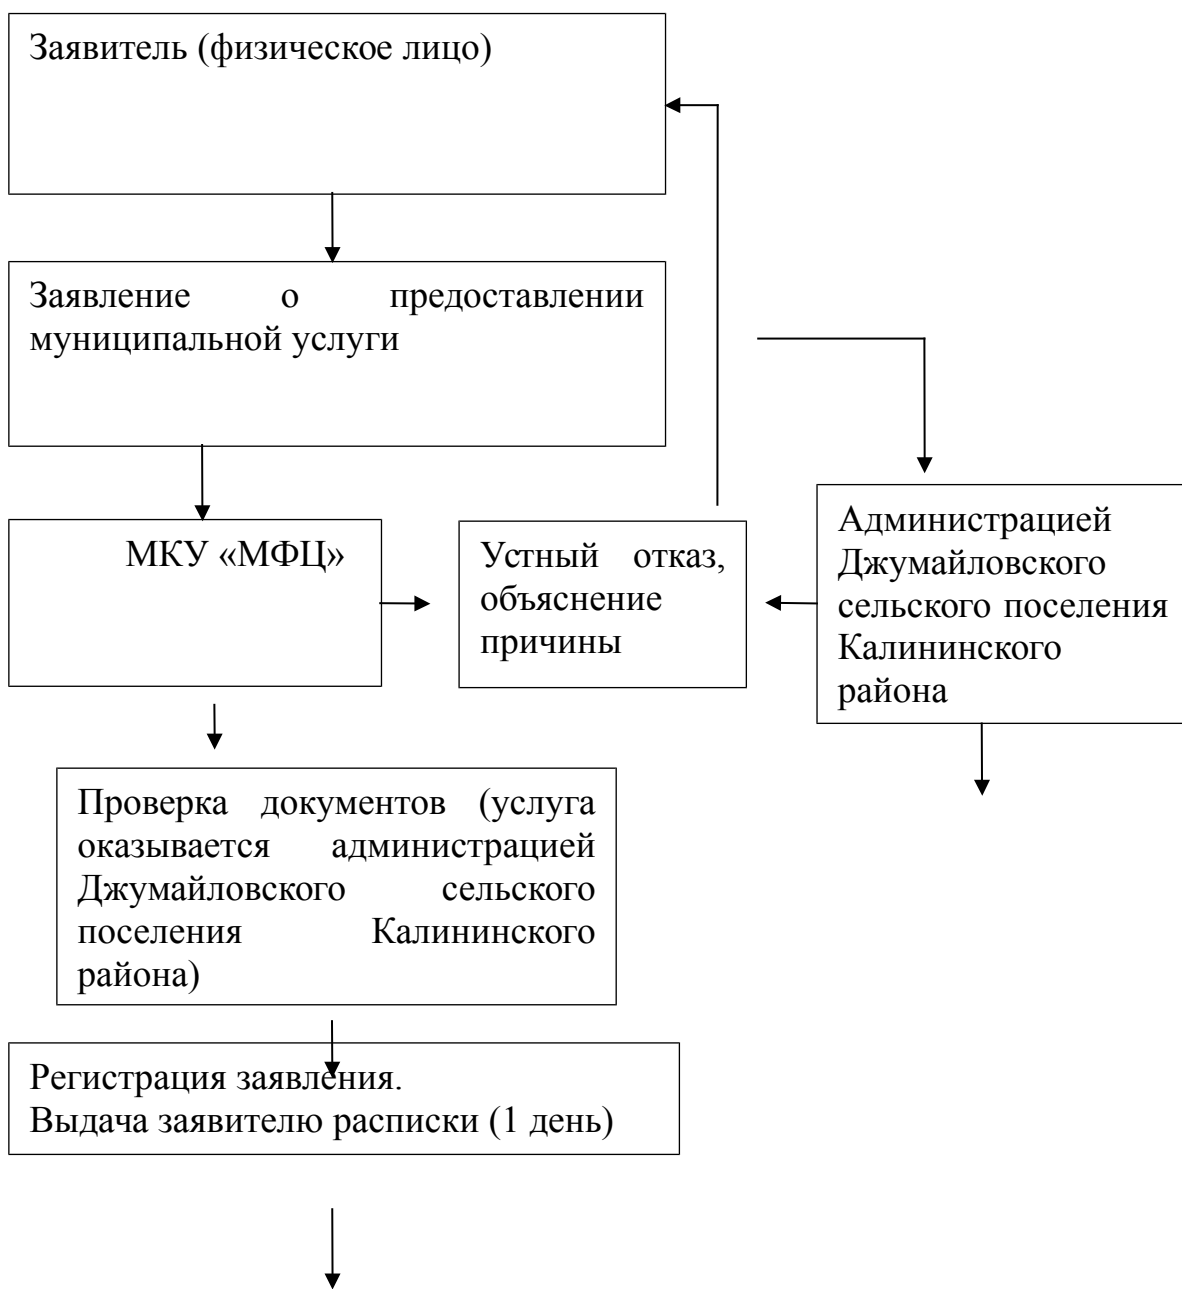 Заявитель (физическое лицо)
Заявление о предоставлении
муниципальной услуги
МКУ «МФЦ»
Устный отказ,
объяснение
причины
Администрацией
Джумайловского
сельского поселения
Калининского
района
Проверка документов (услуга
оказывается администрацией
Джумайловского сельского
поселения Калининского
района)
Регистрация заявления.
Выдача заявителю расписки (1 день)